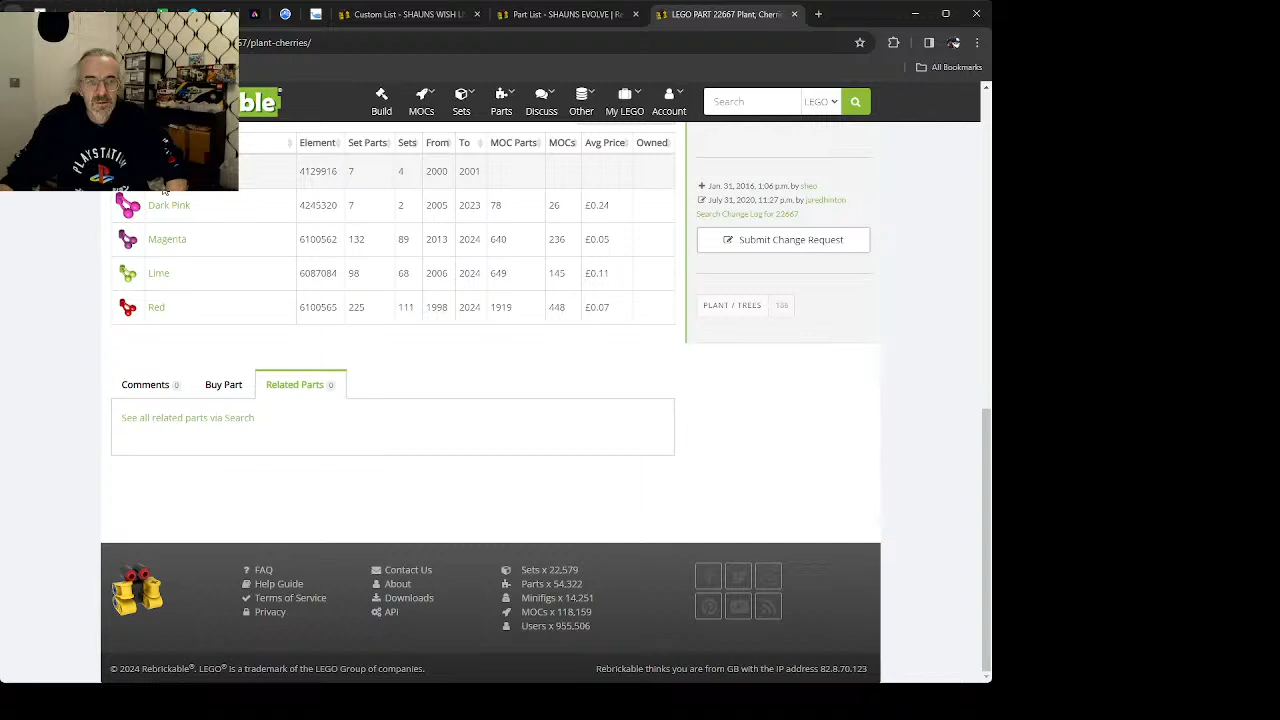 Custom List - SHAUNS WISH L
Part List - SHAUNS EVOLVE | Re
LEGO PART 22667 Plant, Cherri
7/plant-cherries/
All Bookmarks
ble
Build
MOCs
Sets
Parts
Discuss
Other
My LEGO
Account
Search
LEGO
Element Set Parts Sets From To MOC Parts MOCs Avg Price Owned
4129916 7 4 2000 2001
Dark Pink 4245320 7 2 2005 2023 78 26 £0.24
Magenta 6100562 132 89 2013 2024 640 236 £0.05
Lime 6087084 98 68 2006 2024 649 145 £0.11
Red 6100565 225 111 1998 2024 1919 448 £0.07
Jan. 31, 2016, 1:06 p.m. by sheo
July 31, 2020, 11:27 p.m. by jaredhinton
Search Change Log for 22667
Submit Change Request
PLANT / TREES 136
Comments 0
Buy Part
Related Parts 0
See all related parts via Search
FAQ
Help Guide
Terms of Service
Privacy
Contact Us
About
Downloads
API
Sets x 22,579
Parts x 54,322
Minifigs x 14,251
MOCs x 118,159
Users x 955,506
© 2024 Rebrickable®. LEGO® is a trademark of the LEGO Group of companies.
Rebrickable thinks you are from GB with the IP address 82.8.70.123
PLAYSTATION